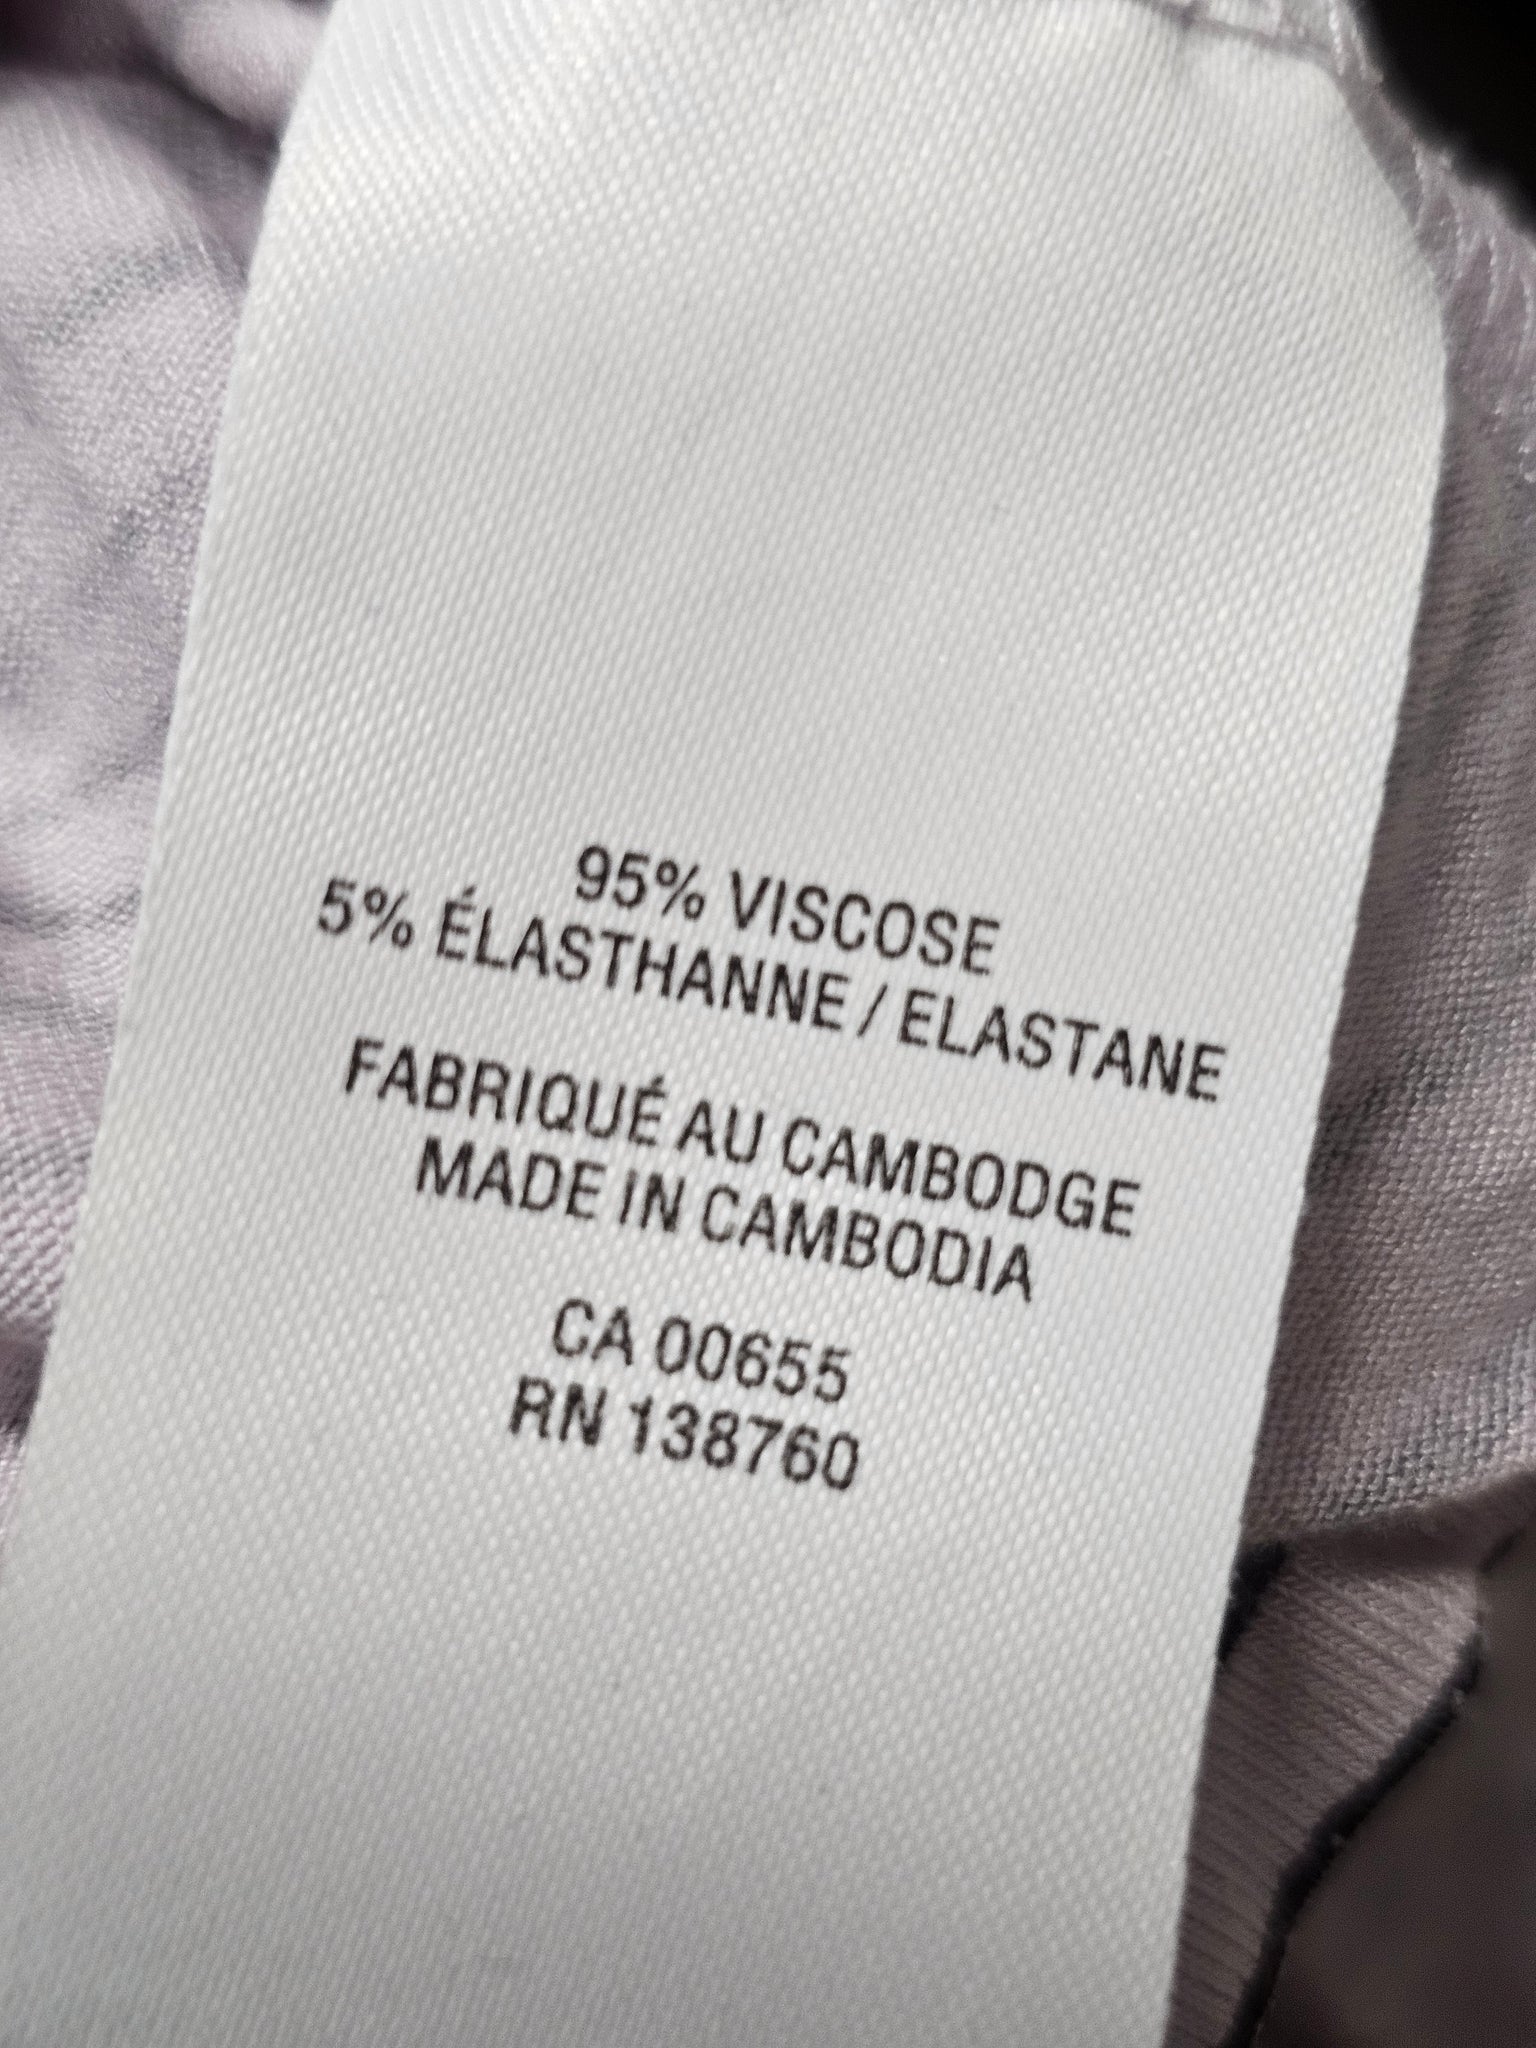 95% VISCOSE
5% ÉLASTHANNE / ELASTANE
FABRIQUÉ AU CAMBODGE
MADE IN CAMBODIA
CA 00655
RN 138760